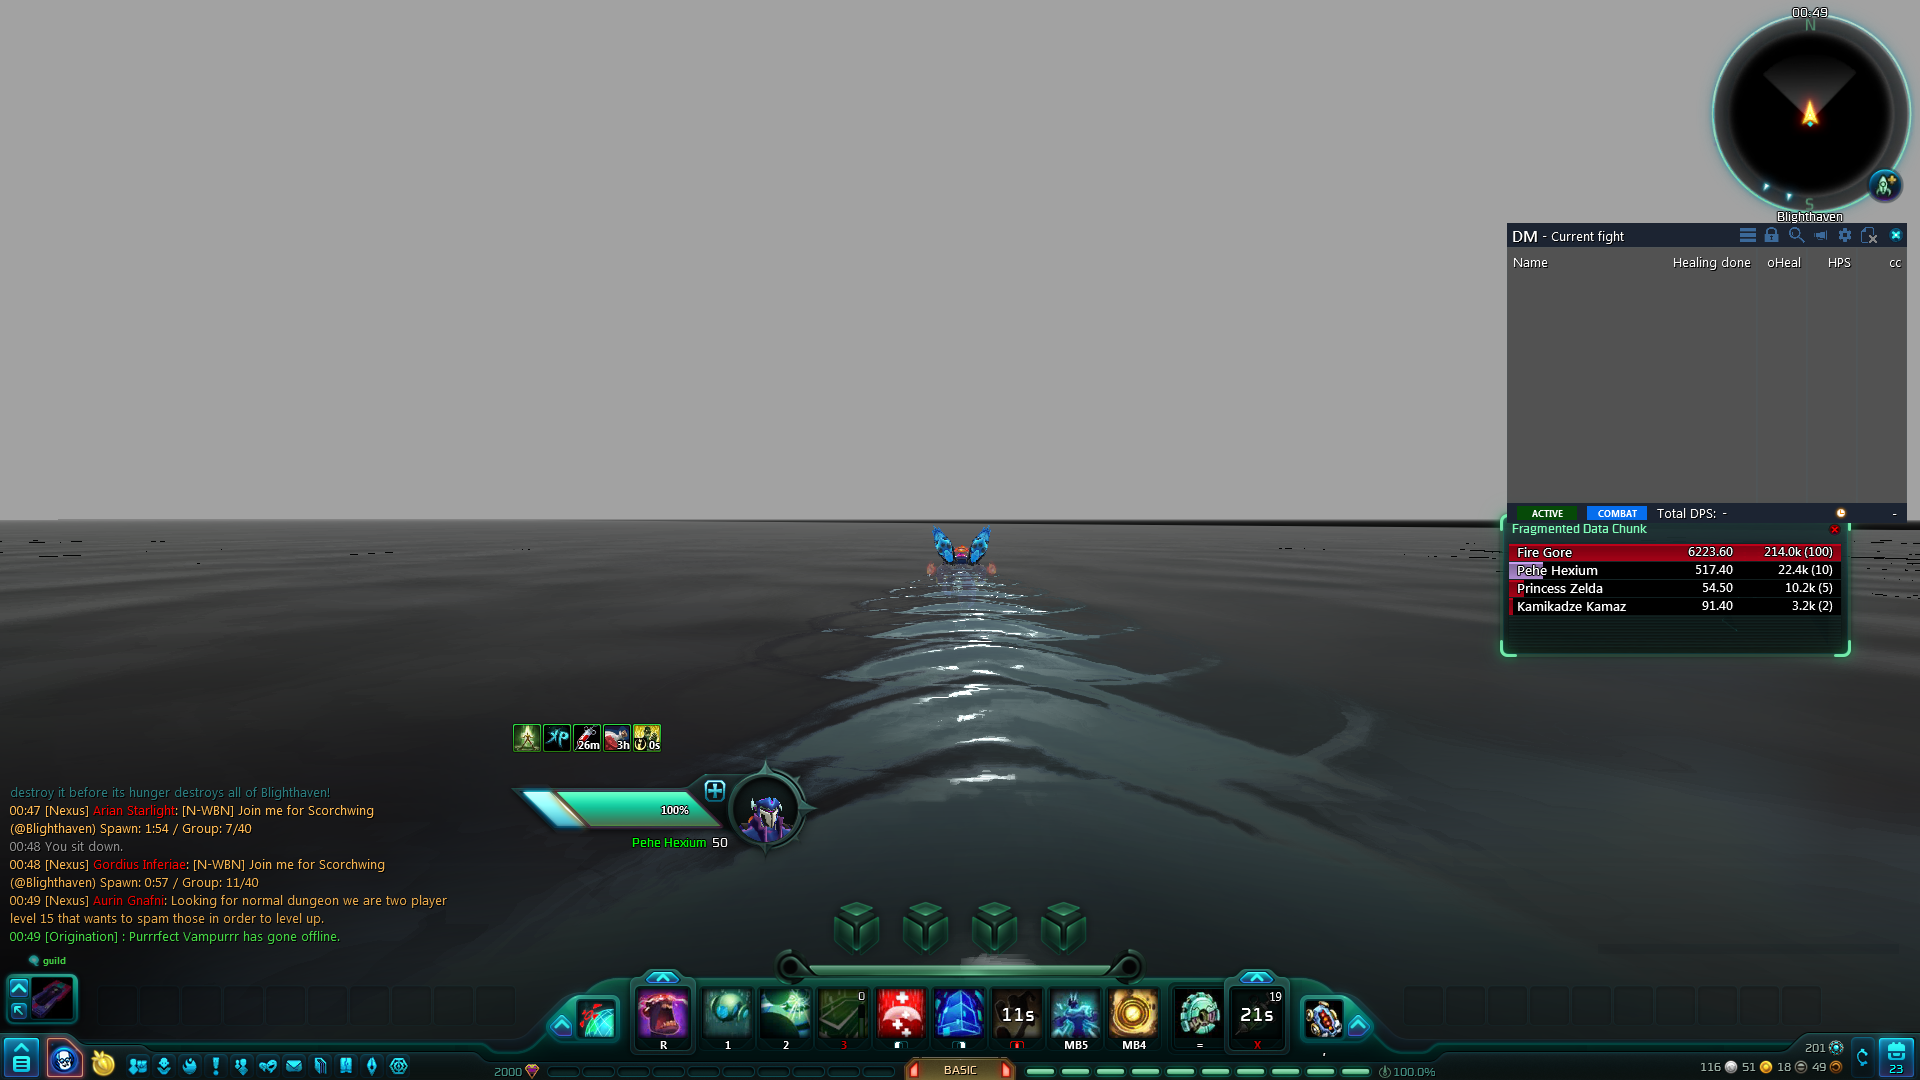 00:49
N
S
Blighthaven
DM - Current fight
Name Healing done oHeal HPS cc
ACTIVE COMBAT Total DPS: - -
Fragmented Data Chunk
Fire Gore 6223.60 214.0k (100)
Pehe Hexium 517.40 22.4k (10)
Princess Zelda 54.50 10.2k (5)
Kamikadze Kamaz 91.40 3.2k (2)
XP 26m 3h 0s
100%
Pehe Hexium 50
destroy it before its hunger destroys all of Blighthaven!
00:47 [Nexus] Arian Starlight: [N-WBN] Join me for Scorchwing
(@Blighthaven) Spawn: 1:54 / Group: 7/40
00:48 You sit down.
00:48 [Nexus] Gordius Inferiae: [N-WBN] Join me for Scorchwing
(@Blighthaven) Spawn: 0:57 / Group: 11/40
00:49 [Nexus] Aurin Gnafni: Looking for normal dungeon we are two player
level 15 that wants to spam those in order to level up.
00:49 [Origination] : Purrrfect Vampurrr has gone offline.
guild
0 11s 19 21s
R 1 2 3 MB5 MB4 = X ,
2000 BASIC 100.0%
201
116 51 18 49
23